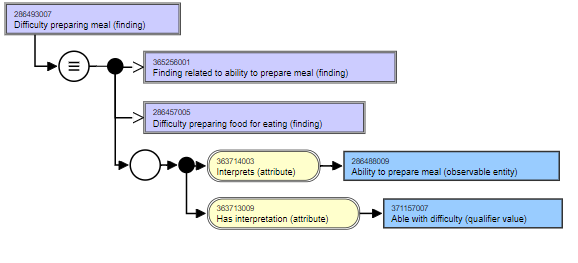 286493007
Difficulty preparing meal (finding)
365256001
Finding related to ability to prepare meal (finding)
286457005
Difficulty preparing food for eating (finding)
363714003
Interprets (attribute)
286488009
Ability to prepare meal (observable entity)
363713009
Has interpretation (attribute)
371157007
Able with difficulty (qualifier value)